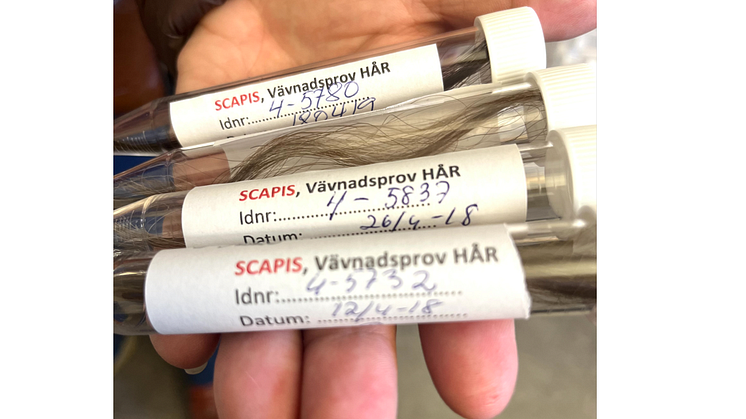 SCAPIS, Vävnadsprov HÅR
Idnr:........4-5780........
180419
SCAPIS, Vävnadsprov HÅR
Idnr:........4-5837........
Datum: ........26/4-18........
SCAPIS, Vävnadsprov HÅR
Idnr:........4-5732........
Datum: ........12/4-18........